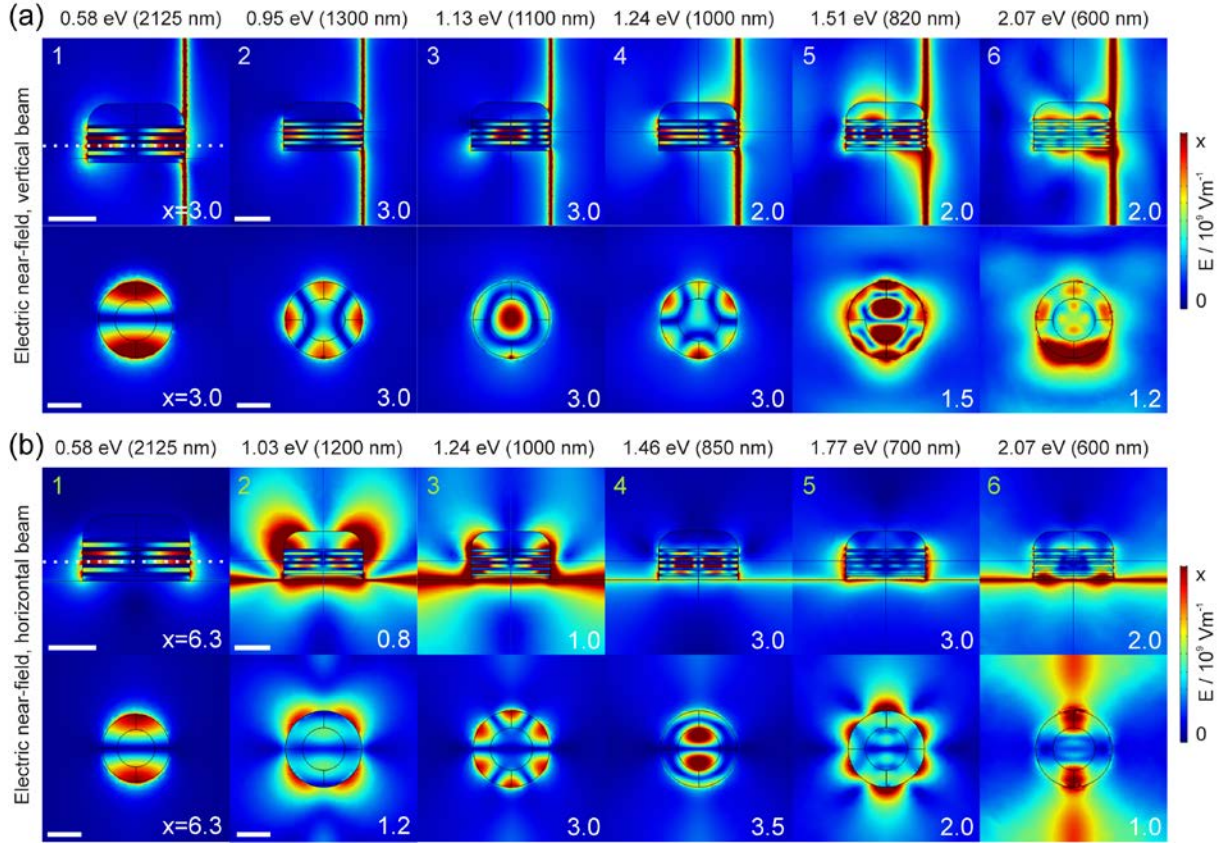 (a) 0.58 eV (2125 nm) 0.95 eV (1300 nm) 1.13 eV (1100 nm) 1.24 eV (1000 nm) 1.51 eV (820 nm) 2.07 eV (600 nm)
Electric near-field, vertical beam
1 2 3 4 5 6
x=3.0 3.0 3.0 2.0 2.0 2.0
x=3.0 3.0 3.0 3.0 1.5 1.2
x
E / 10⁹ Vm⁻¹
0
(b) 0.58 eV (2125 nm) 1.03 eV (1200 nm) 1.24 eV (1000 nm) 1.46 eV (850 nm) 1.77 eV (700 nm) 2.07 eV (600 nm)
Electric near-field, horizontal beam
1 2 3 4 5 6
x=6.3 0.8 1.0 3.0 3.0 2.0
x=6.3 1.2 3.0 3.5 2.0 1.0
x
E / 10⁹ Vm⁻¹
0